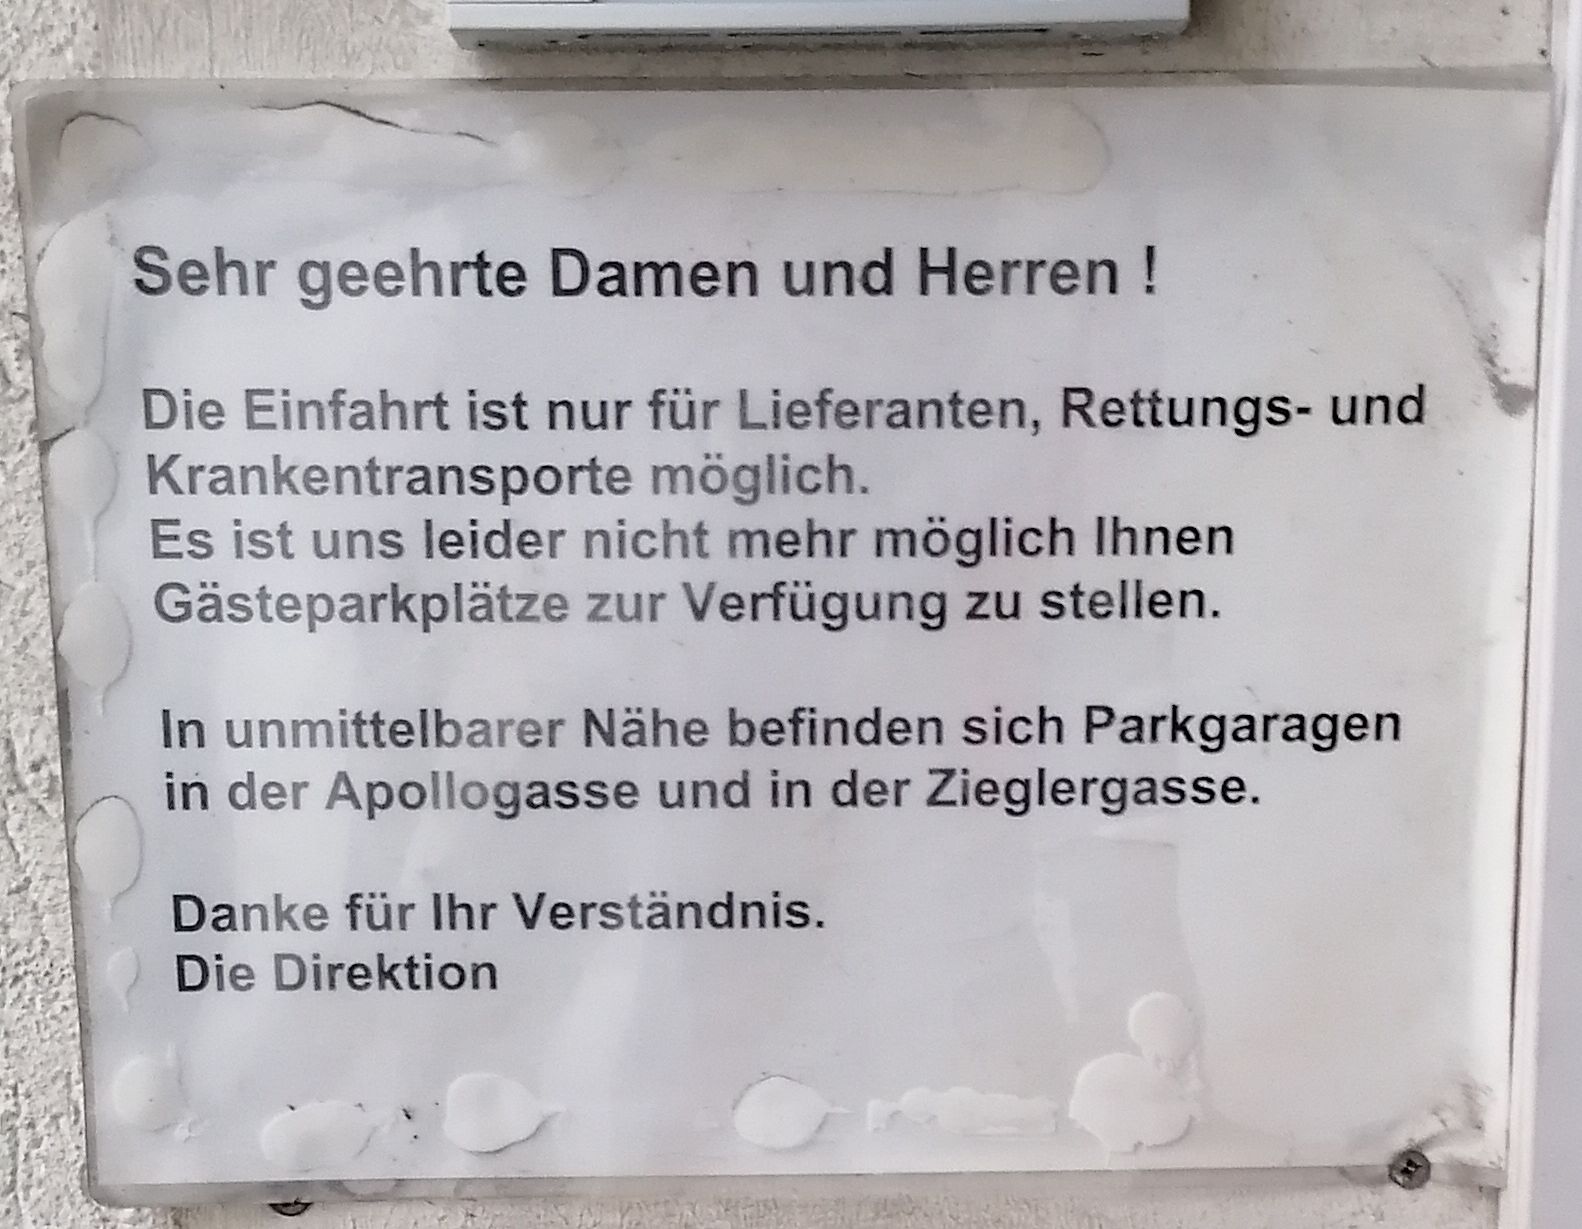 Sehr geehrte Damen und Herren !
Die Einfahrt ist nur für Lieferanten, Rettungs- und
Krankentransporte möglich.
Es ist uns leider nicht mehr möglich Ihnen
Gästeparkplätze zur Verfügung zu stellen.
In unmittelbarer Nähe befinden sich Parkgaragen
in der Apollogasse und in der Zieglergasse.
Danke für Ihr Verständnis.
Die Direktion